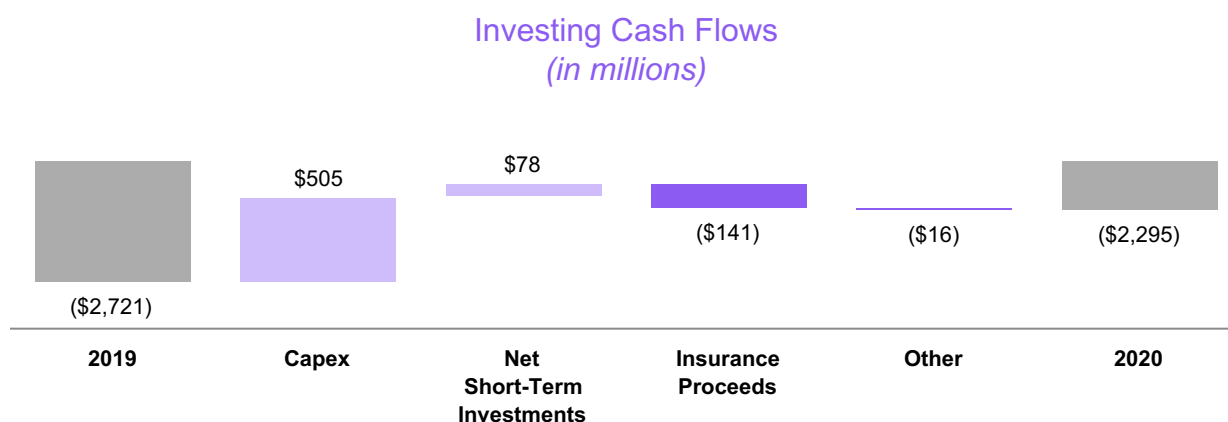 Investing Cash Flows
(in millions)
$505
$78
($141)
($16)
($2,295)
($2,721)
2019
Capex
Net
Short-Term
Investments
Insurance
Proceeds
Other
2020